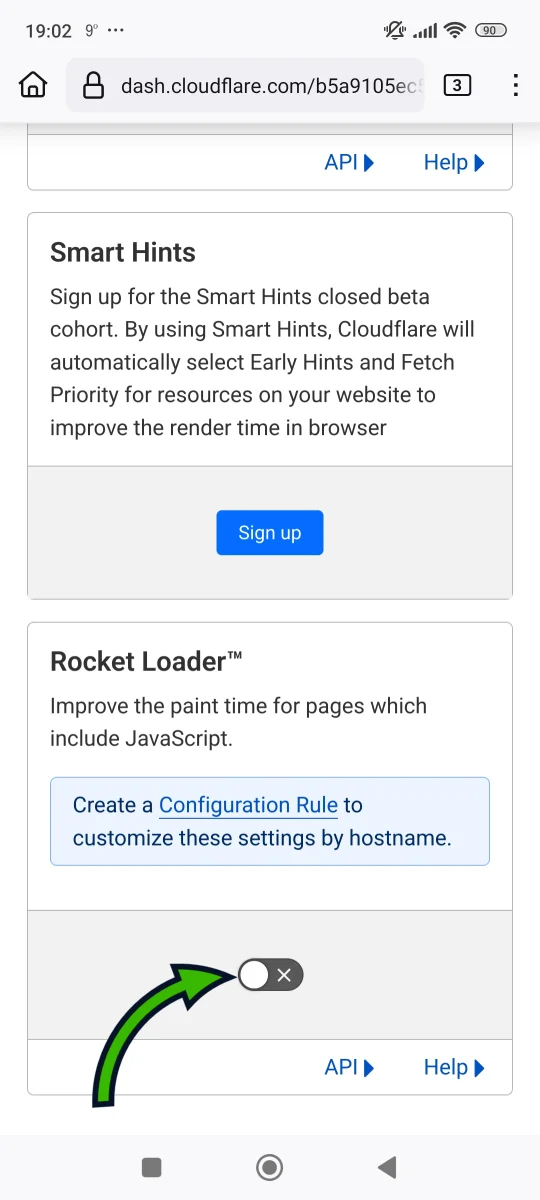 19:02 9° ··· 90
dash.cloudflare.com/b5a9105ec5 3
API Help
Smart Hints
Sign up for the Smart Hints closed beta
cohort. By using Smart Hints, Cloudflare will
automatically select Early Hints and Fetch
Priority for resources on your website to
improve the render time in browser
Sign up
Rocket Loader™
Improve the paint time for pages which
include JavaScript.
Create a Configuration Rule to
customize these settings by hostname.
API Help